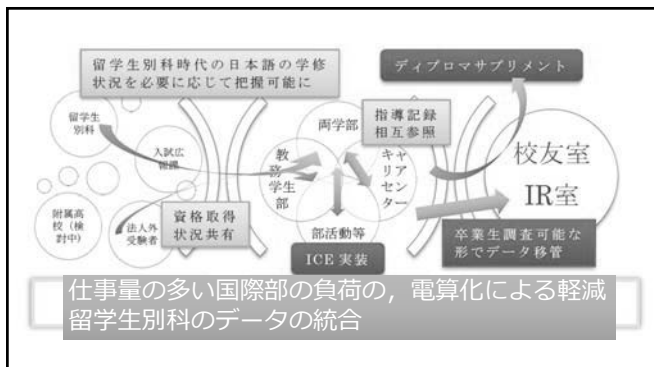 留学生別科時代の日本語の学修
状況を必要に応じて把握可能に
ディプロマサプリメント
留学生
別科
両学部
指導記録
相互参照
入試広
報課
教
務
学生
部
キャ
リア
セン
ター
校友室
IR室
附属高
校（検
討中）
法人外
受験者
資格取得
状況共有
部活動等
ICE 実装
卒業生調査可能な
形でデータ移管
仕事量の多い国際部の負荷の，電算化による軽減
留学生別科のデータの統合